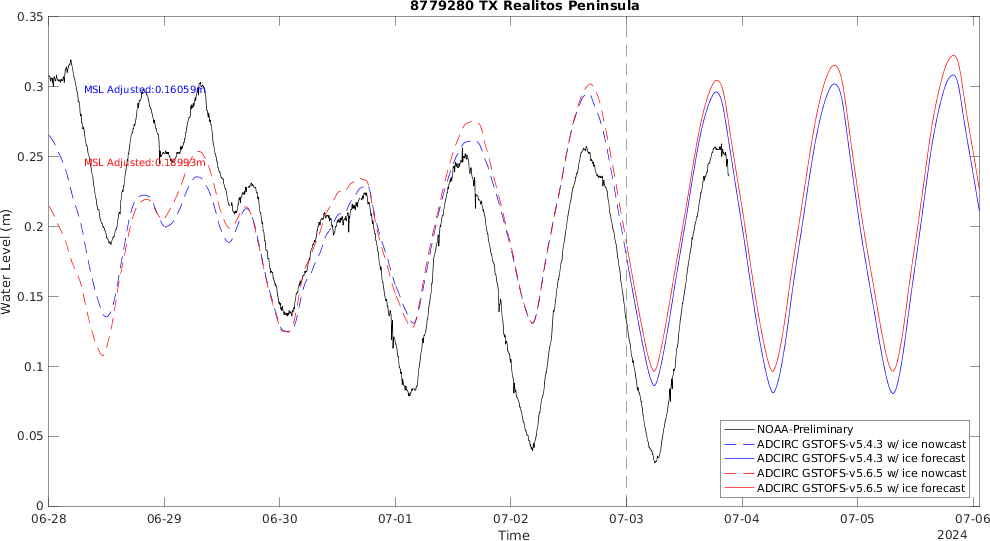 8779280 TX Realitos Peninsula
0.35
0.3
0.25
0.2
0.15
0.1
0.05
0
Water Level (m)
MSL Adjusted:0.16059m
MSL Adjusted:0.18993m
NOAA-Preliminary
ADCIRC GSTOFS-v5.4.3 w/ ice nowcast
ADCIRC GSTOFS-v5.4.3 w/ ice forecast
ADCIRC GSTOFS-v5.6.5 w/ ice nowcast
ADCIRC GSTOFS-v5.6.5 w/ ice forecast
06-28 06-29 06-30 07-01 07-02 07-03 07-04 07-05 07-06
Time
2024